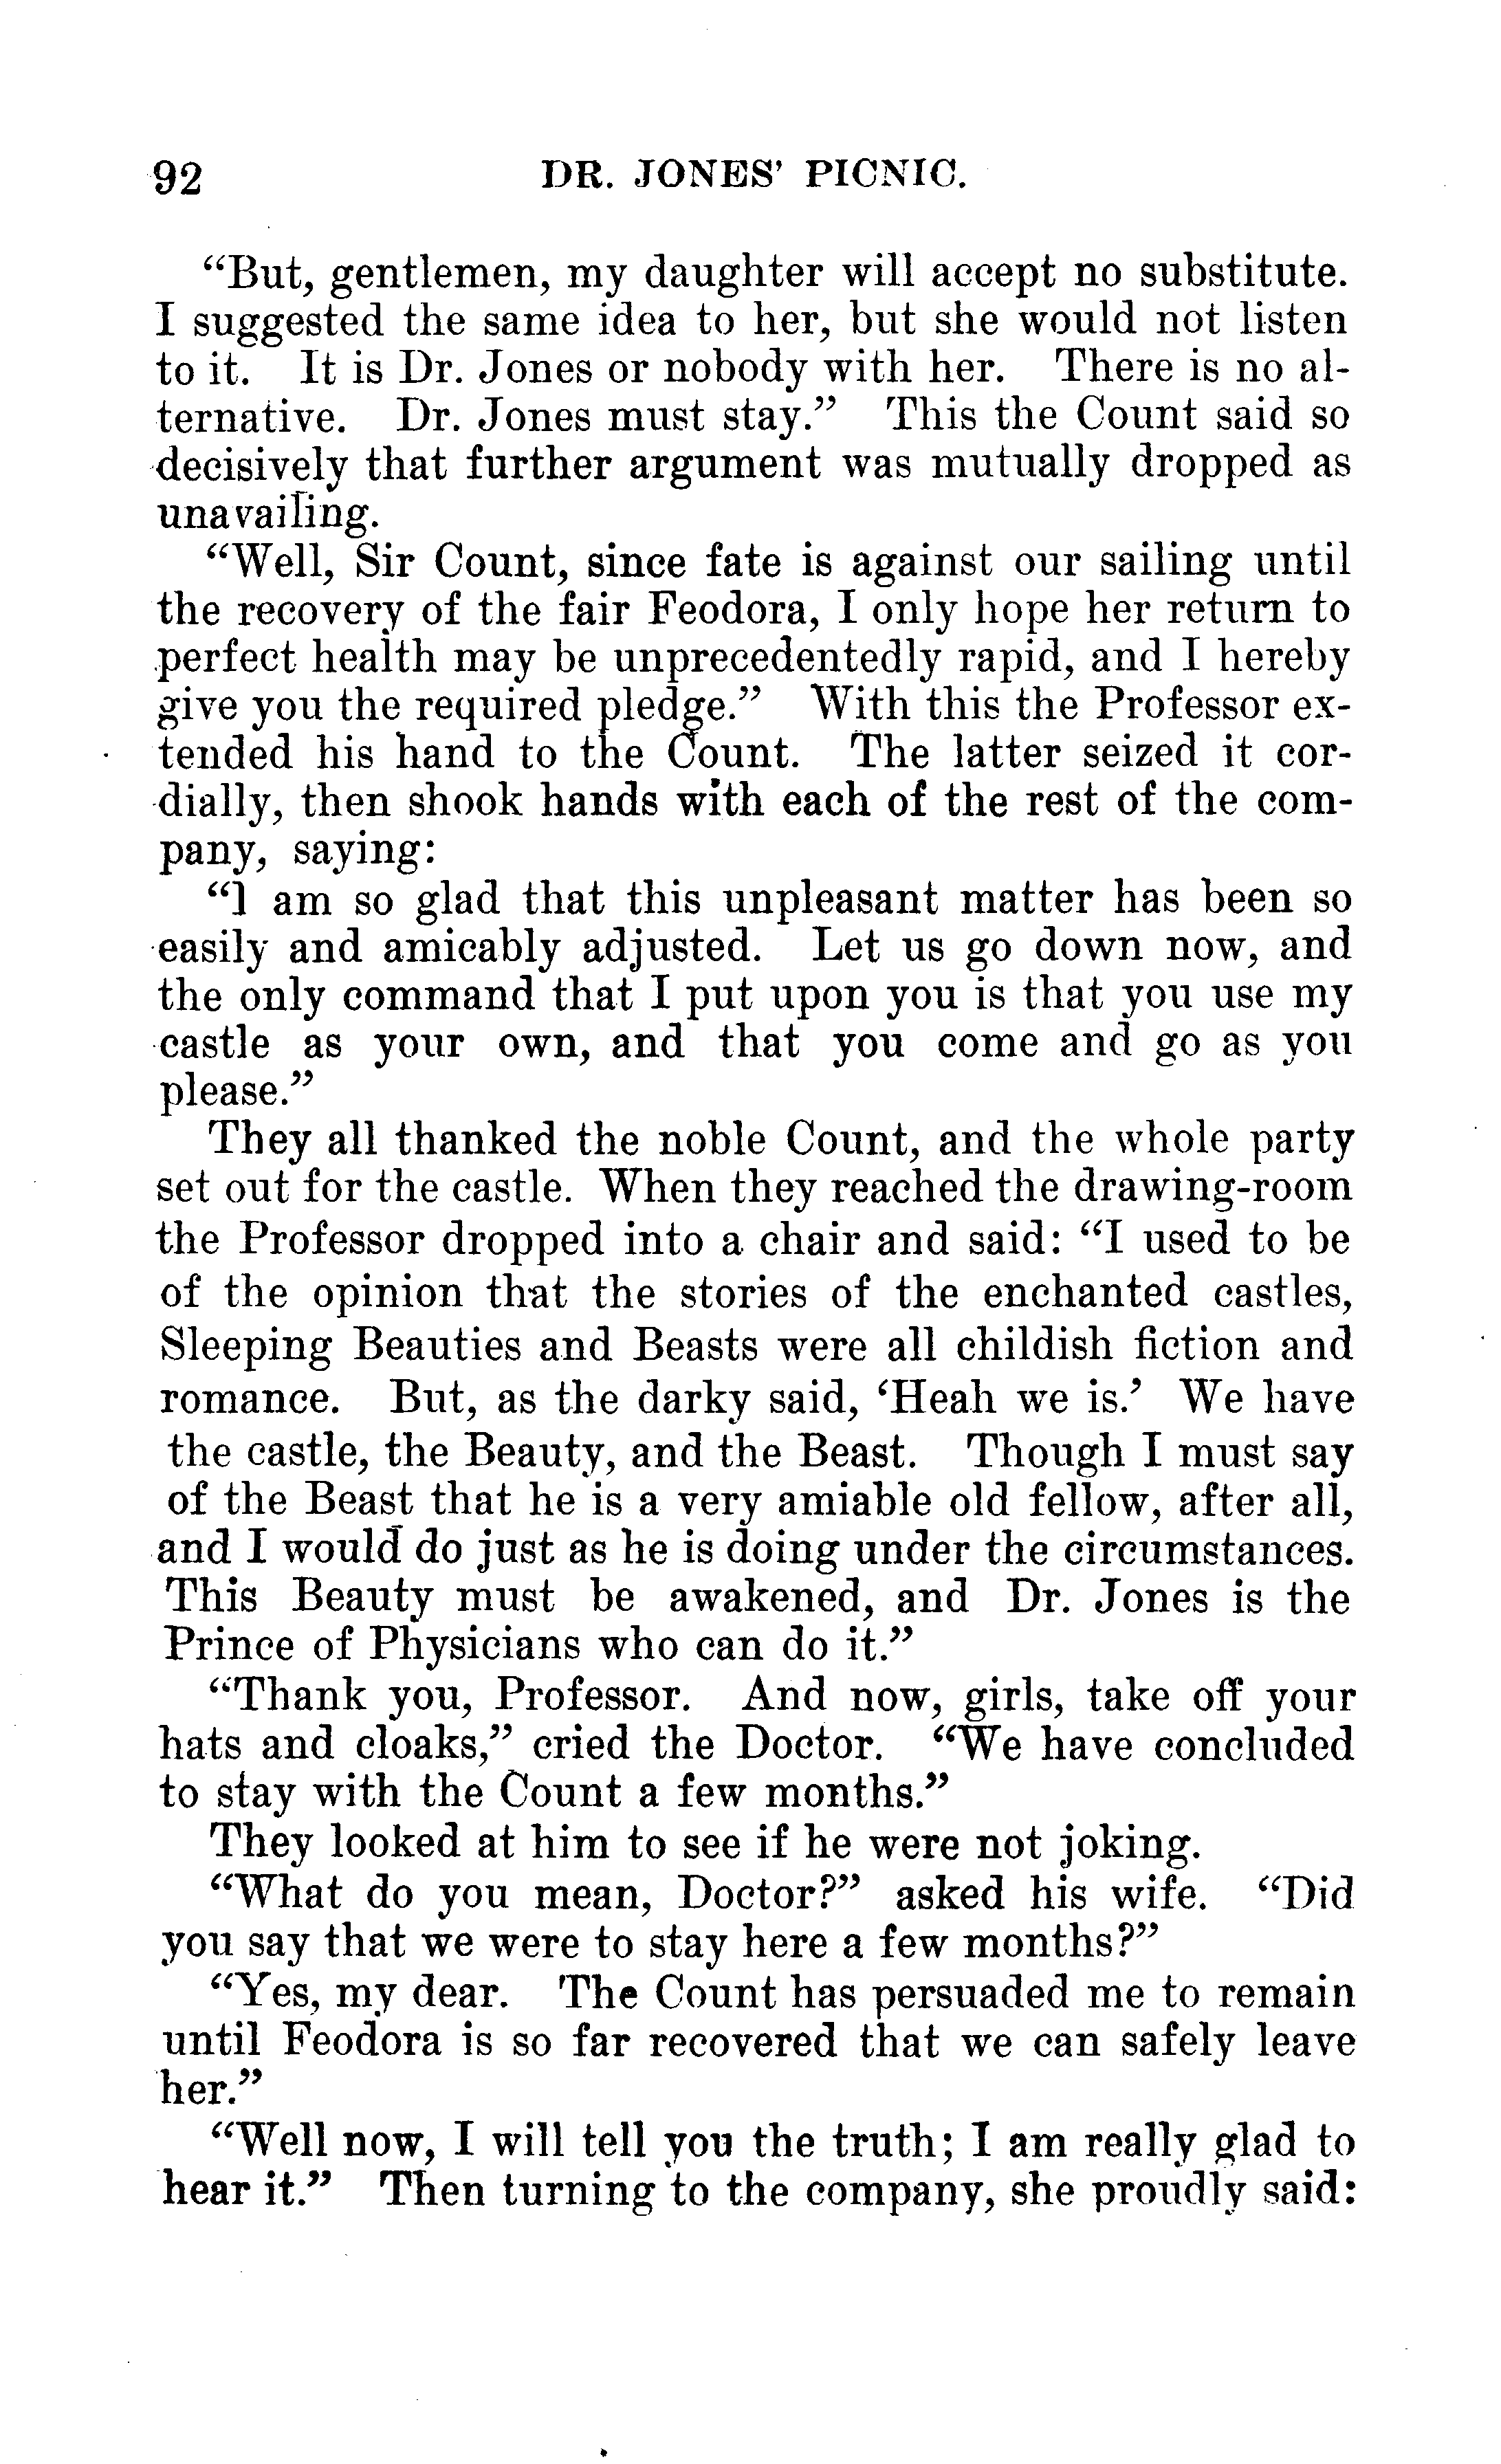 92 DR. JONES' PICNIC.
“But, gentlemen, my daughter will accept no substitute.
I suggested the same idea to her, but she would not listen
to it. It is Dr. Jones or nobody with her. There is no al-
ternative. Dr. Jones must stay.” This the Count said so
decisively that further argument was mutually dropped as
unavailing.
“Well, Sir Count, since fate is against our sailing until
the recovery of the fair Feodora, I only hope her return to
perfect health may be unprecedentedly rapid, and I hereby
give you the required pledge.” With this the Professor ex-
tended his hand to the Count. The latter seized it cor-
dially, then shook hands with each of the rest of the com-
pany, saying:
“I am so glad that this unpleasant matter has been so
easily and amicably adjusted. Let us go down now, and
the only command that I put upon you is that you use my
castle as your own, and that you come and go as you
please.”
They all thanked the noble Count, and the whole party
set out for the castle. When they reached the drawing-room
the Professor dropped into a chair and said: “I used to be
of the opinion that the stories of the enchanted castles,
Sleeping Beauties and Beasts were all childish fiction and
romance. But, as the darky said, ‘Heah we is.’ We have
the castle, the Beauty, and the Beast. Though I must say
of the Beast that he is a very amiable old fellow, after all,
and I would do just as he is doing under the circumstances.
This Beauty must be awakened, and Dr. Jones is the
Prince of Physicians who can do it.”
“Thank you, Professor. And now, girls, take off your
hats and cloaks,” cried the Doctor. “We have concluded
to stay with the Count a few months.”
They looked at him to see if he were not joking.
“What do you mean, Doctor?” asked his wife. “Did
you say that we were to stay here a few months?”
“Yes, my dear. The Count has persuaded me to remain
until Feodora is so far recovered that we can safely leave
her.”
“Well now, I will tell you the truth; I am really glad to
hear it.” Then turning to the company, she proudly said: